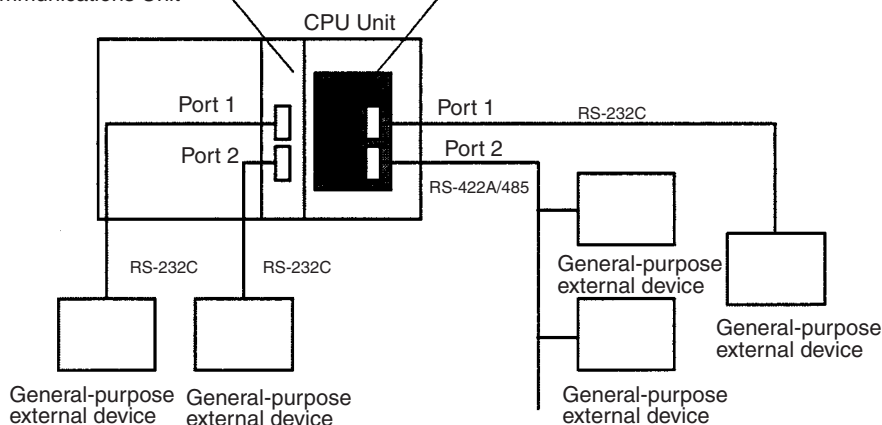 CPU Unit
Port 1
Port 1
RS-232C
Port 2
Port 2
RS-422A/485
RS-232C
RS-232C
General-purpose
external device
General-purpose
external device
General-purpose
external device
General-purpose
external device
General-purpose
external device